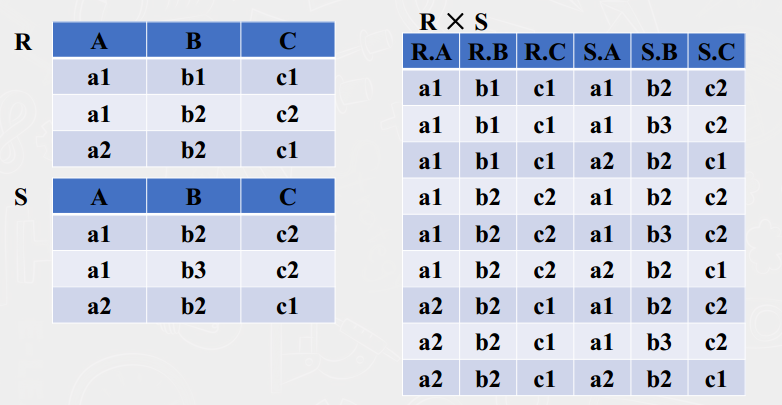 R
A B C
a1 b1 c1
a1 b2 c2
a2 b2 c1
S
A B C
a1 b2 c2
a1 b3 c2
a2 b2 c1
R × S
R.A R.B R.C S.A S.B S.C
a1 b1 c1 a1 b2 c2
a1 b1 c1 a1 b3 c2
a1 b1 c1 a2 b2 c1
a1 b2 c2 a1 b2 c2
a1 b2 c2 a1 b3 c2
a1 b2 c2 a2 b2 c1
a2 b2 c1 a1 b2 c2
a2 b2 c1 a1 b3 c2
a2 b2 c1 a2 b2 c1